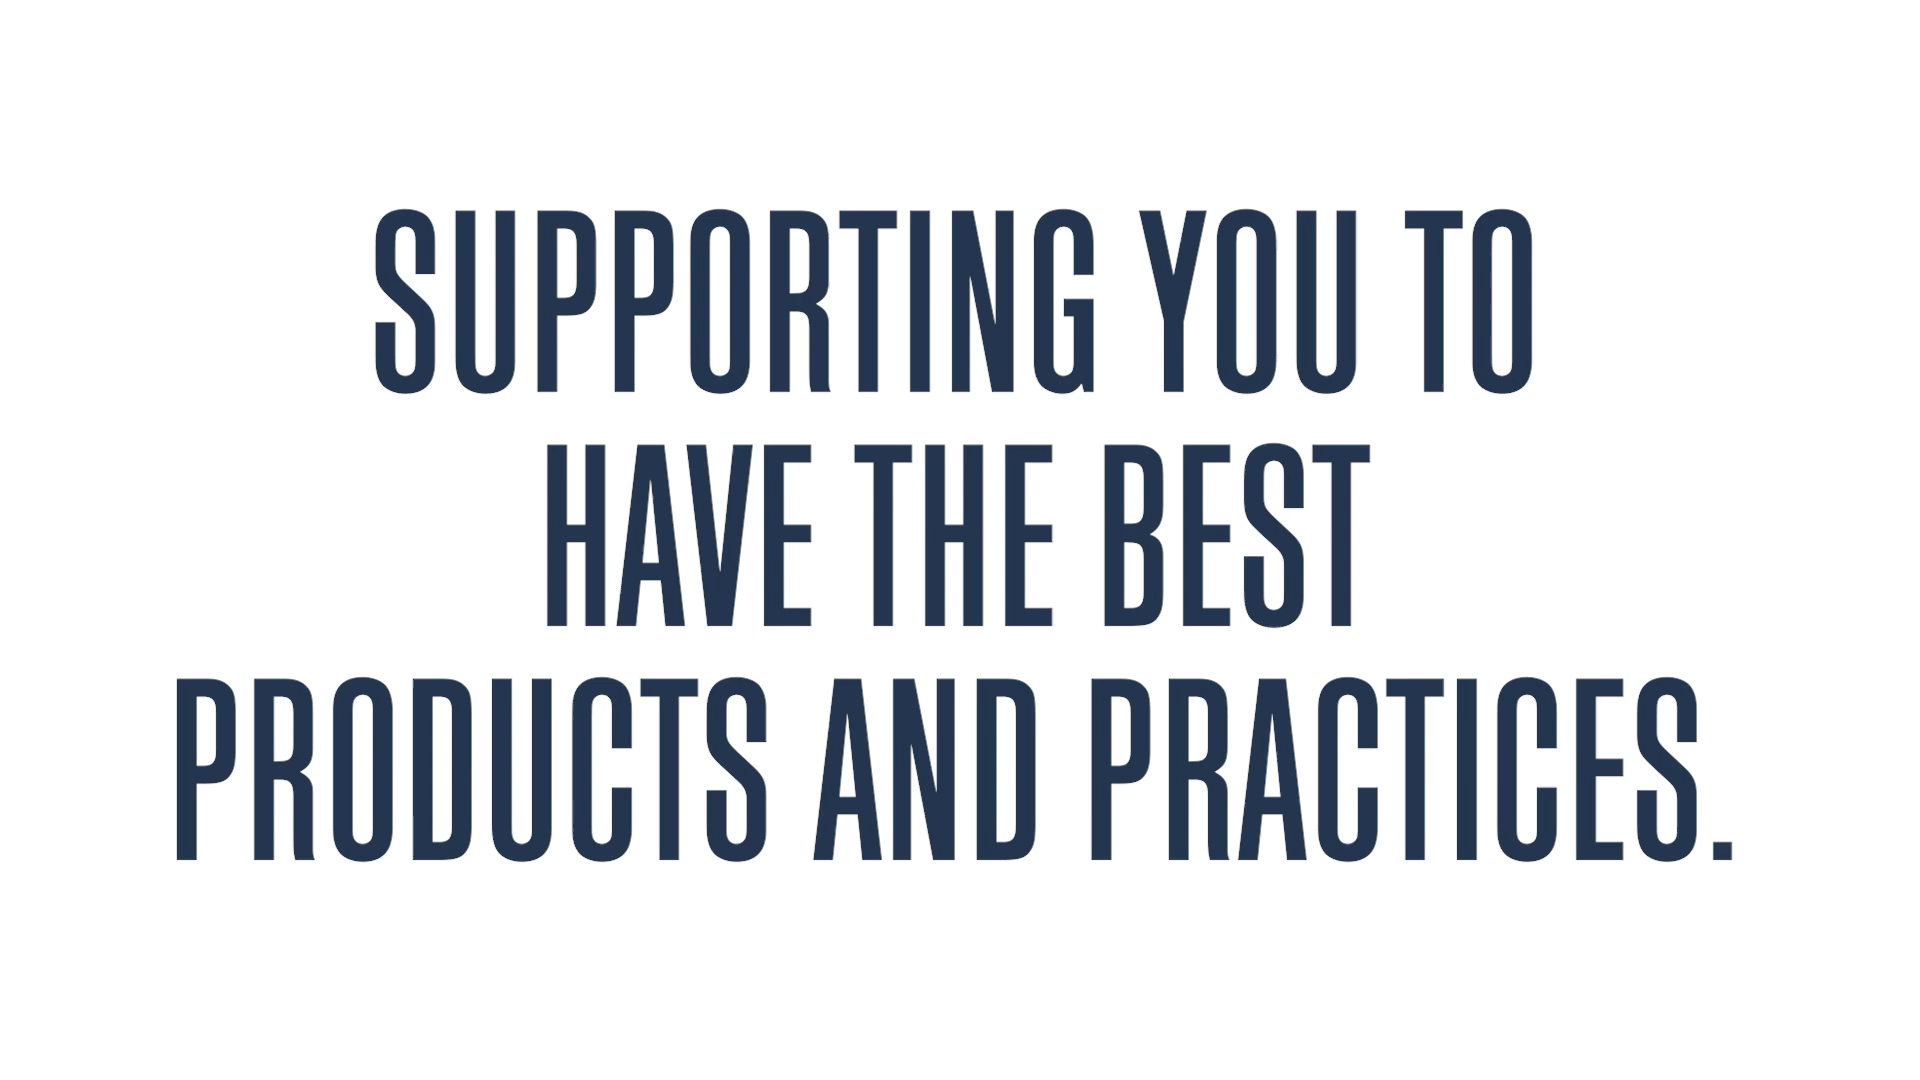 SUPPORTING YOU TO
HAVE THE BEST
PRODUCTS AND PRACTICES.